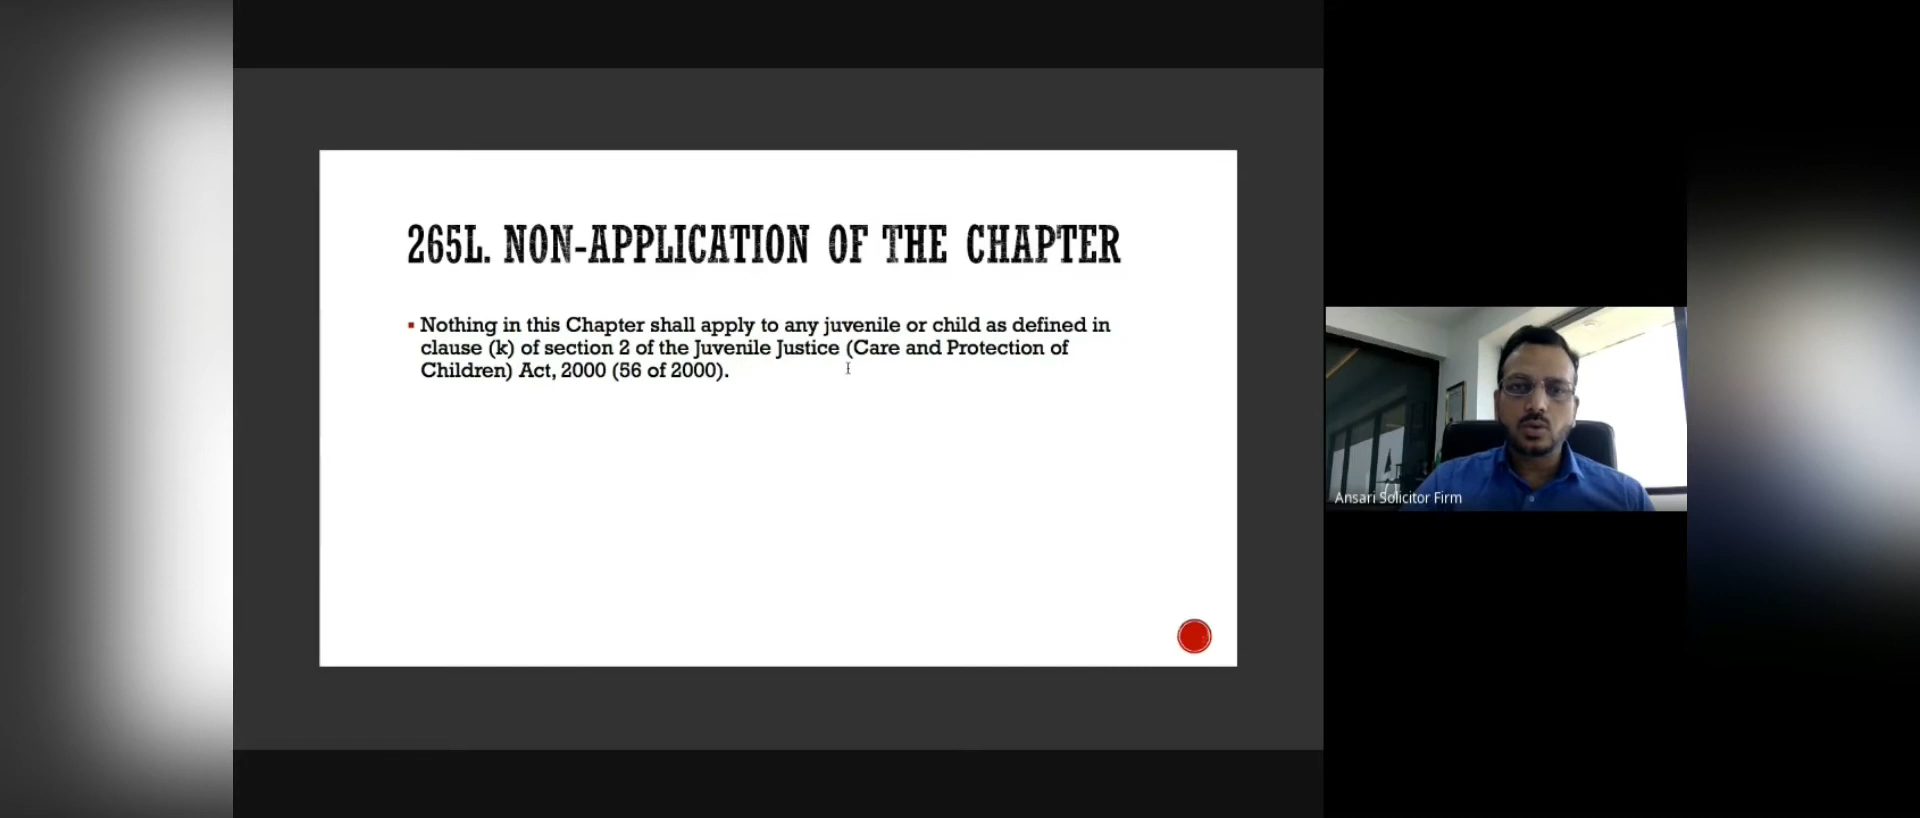 265L. NON-APPLICATION OF THE CHAPTER
▪ Nothing in this Chapter shall apply to any juvenile or child as defined in
clause (k) of section 2 of the Juvenile Justice (Care and Protection of
Children) Act, 2000 (56 of 2000).
Ansari Solicitor Firm